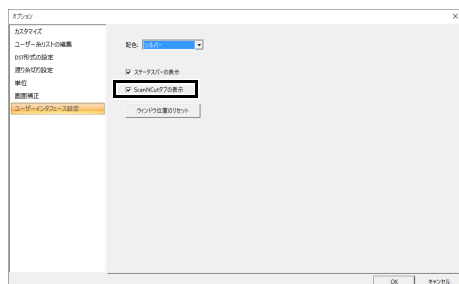 オプション
カスタマイズ
ユーザー糸リストの編集
DST形式の設定
渡り糸切り設定
単位
画面補正
ユーザーインタフェース設定
配色: シルバー
ステータスバーの表示
ScanNCutタブの表示
ウィンドウ位置のリセット
OK キャンセル